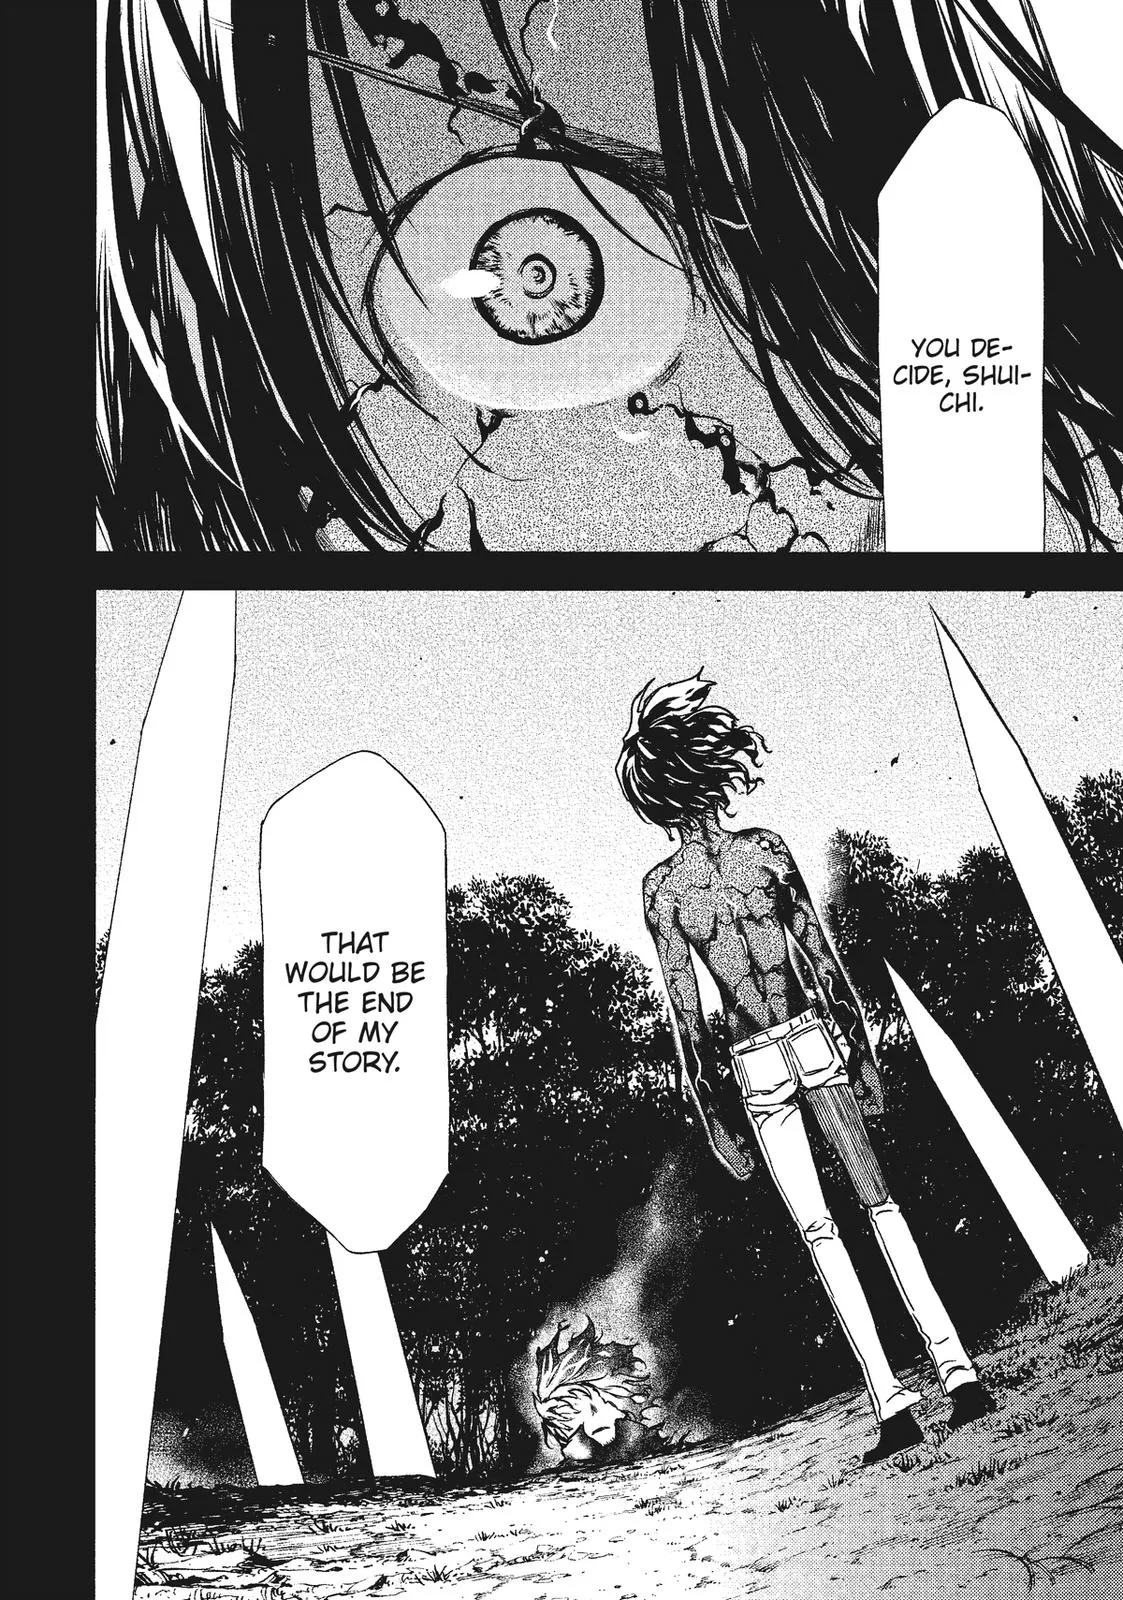 YOU DE-
CIDE, SHUI-
CHI.
THAT
WOULD BE
THE END
OF MY
STORY.